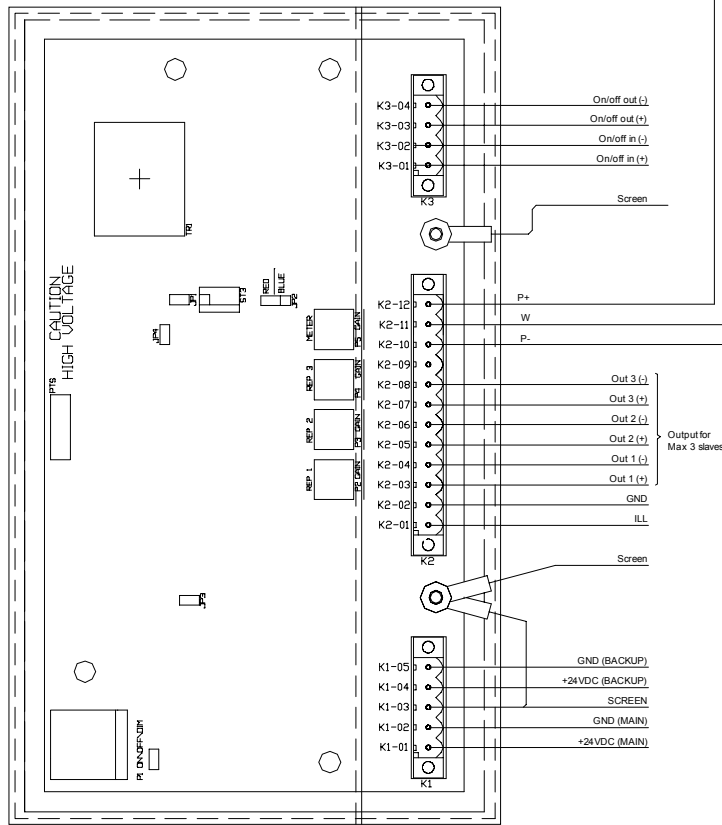 K3-04 On/off out (-)
K3-03 On/off out (+)
K3-02 On/off in (-)
K3-01 On/off in (+)
K3
Screen
TR1
CAUTION
HIGH VOLTAGE
JP1
ST3
RED
BLUE
JP2
JP4
PTS
METER
P5 GAIN
REP 3
P4 GAIN
REP 2
P3 GAIN
REP 1
P2 GAIN
K2-12 P+
K2-11 W
K2-10 P-
K2-09
K2-08 Out 3 (-)
K2-07 Out 3 (+)
K2-06 Out 2 (-)
K2-05 Out 2 (+)
K2-04 Out 1 (-)
K2-03 Out 1 (+)
K2-02 GND
K2-01 ILL
K2
Output for
Max 3 slaves
Screen
JP3
K1-05 GND (BACKUP)
K1-04 +24VDC (BACKUP)
K1-03 SCREEN
K1-02 GND (MAIN)
K1-01 +24VDC (MAIN)
K1
P1 ON/OFF-DIM